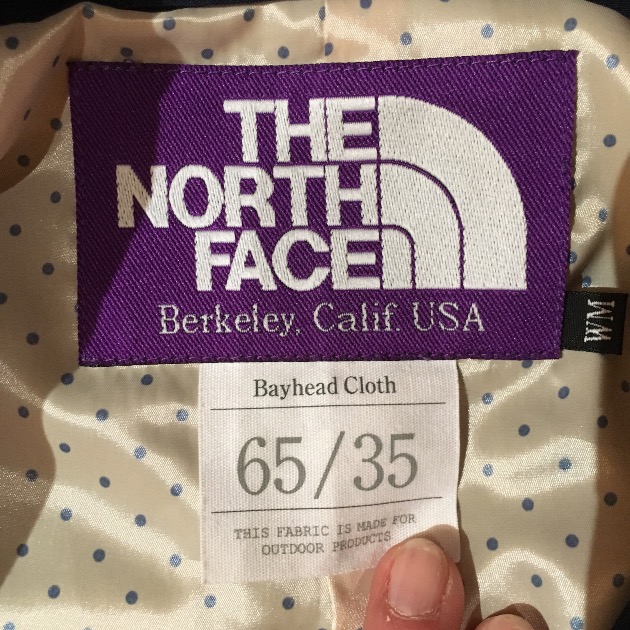 THE
NORTH
FACE
Berkeley, Calif. USA
WM
Bayhead Cloth
65/35
THIS FABRIC IS MADE FOR
OUTDOOR PRODUCTS